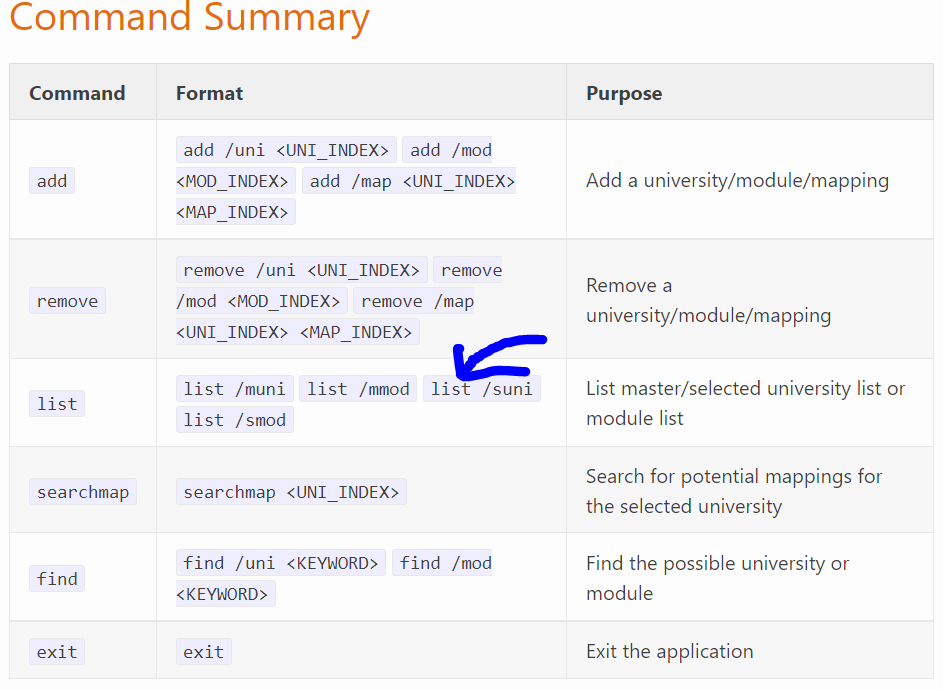 Command Summary
Command Format Purpose
add /uni <UNI_INDEX> add /mod
add <MOD_INDEX> add /map <UNI_INDEX> Add a university/module/mapping
<MAP_INDEX>
remove /uni <UNI_INDEX> remove
Remove a
remove /mod <MOD_INDEX> remove /map
university/module/mapping
<UNI_INDEX> <MAP_INDEX>
list /muni list /mmod list /suni List master/selected university list or
list
list /smod module list
Search for potential mappings for
searchmap searchmap <UNI_INDEX>
the selected university
find /uni <KEYWORD> find /mod Find the possible university or
find
<KEYWORD> module
exit exit Exit the application